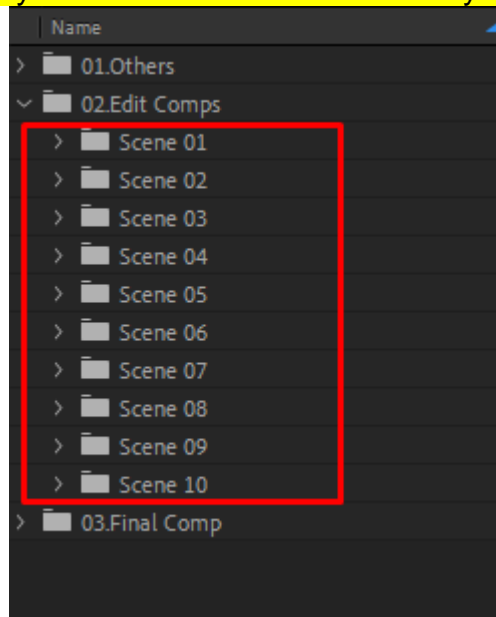 Name
01.Others
02.Edit Comps
Scene 01
Scene 02
Scene 03
Scene 04
Scene 05
Scene 06
Scene 07
Scene 08
Scene 09
Scene 10
03.Final Comp